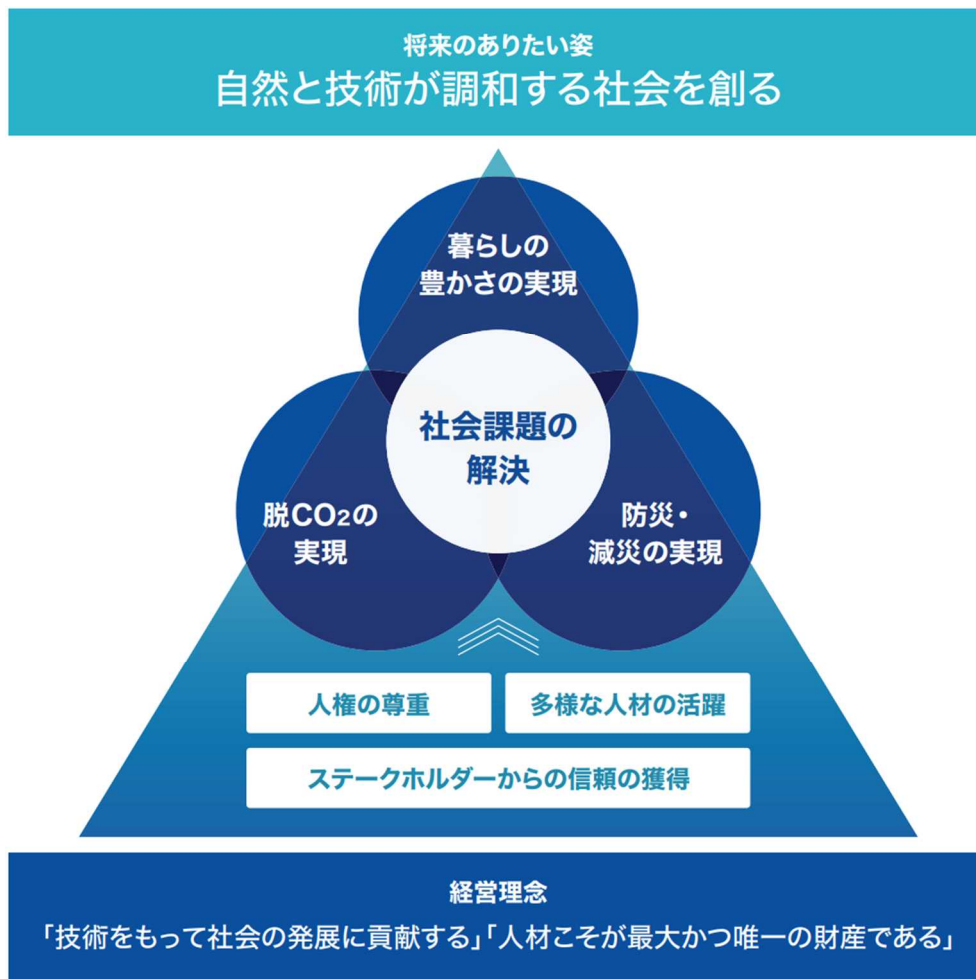 将来のありたい姿
自然と技術が調和する社会を創る
暮らしの
豊かさの実現
社会課題の
解決
脱CO₂の
実現
防災・
減災の実現
人権の尊重
多様な人材の活躍
ステークホルダーからの信頼の獲得
経営理念
「技術をもって社会の発展に貢献する」「人材こそが最大かつ唯一の財産である」